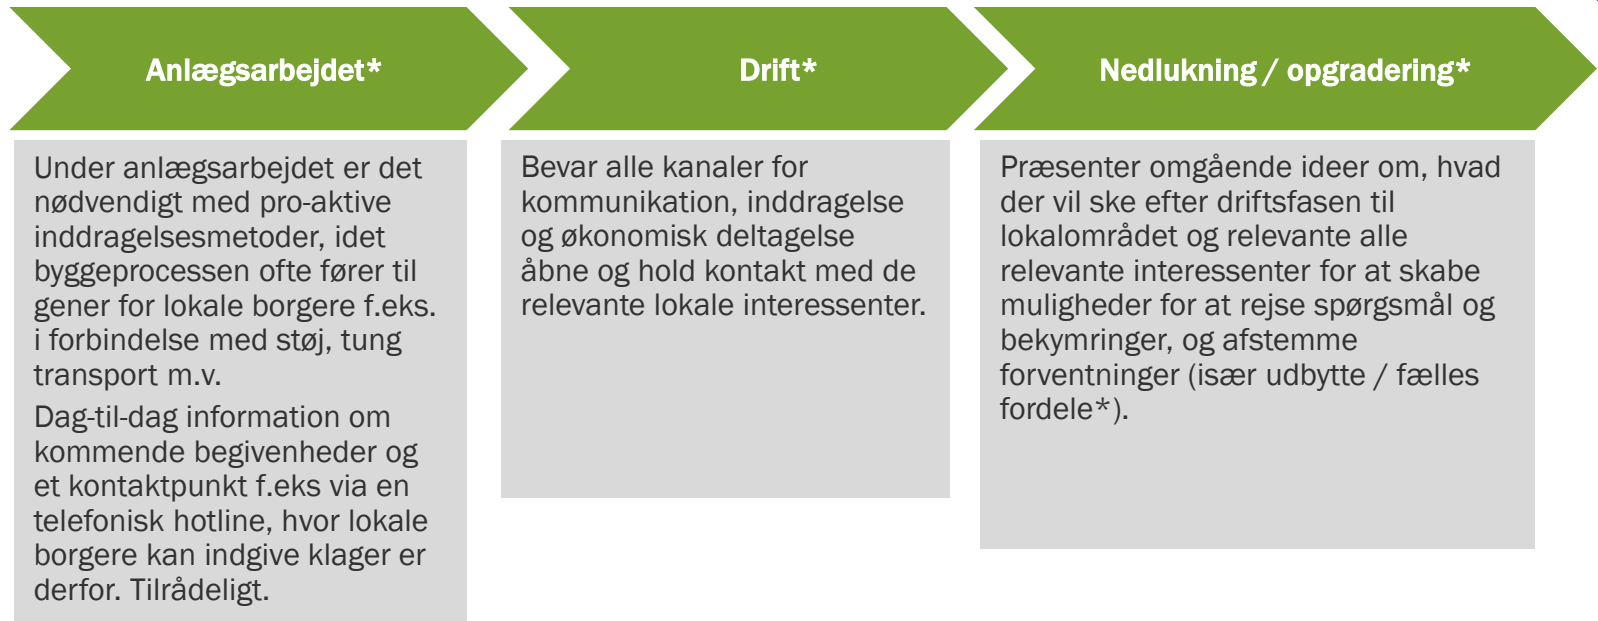 Anlægsarbejdet*
Under anlægsarbejdet er det
nødvendigt med pro-aktive
inddragelsesmetoder, idet
byggeprocessen ofte fører til
gener for lokale borgere f.eks.
i forbindelse med støj, tung
transport m.v.
Dag-til-dag information om
kommende begivenheder og
et kontaktpunkt f.eks via en
telefonisk hotline, hvor lokale
borgere kan indgive klager er
derfor. Tilrådeligt.
Drift*
Bevar alle kanaler for
kommunikation, inddragelse
og økonomisk deltagelse
åbne og hold kontakt med de
relevante lokale interessenter.
Nedlukning / opgradering*
Præsenter omgående ideer om, hvad
der vil ske efter driftsfasen til
lokalområdet og relevante alle
relevante interessenter for at skabe
muligheder for at rejse spørgsmål og
bekymringer, og afstemme
forventninger (især udbytte / fælles
fordele*).